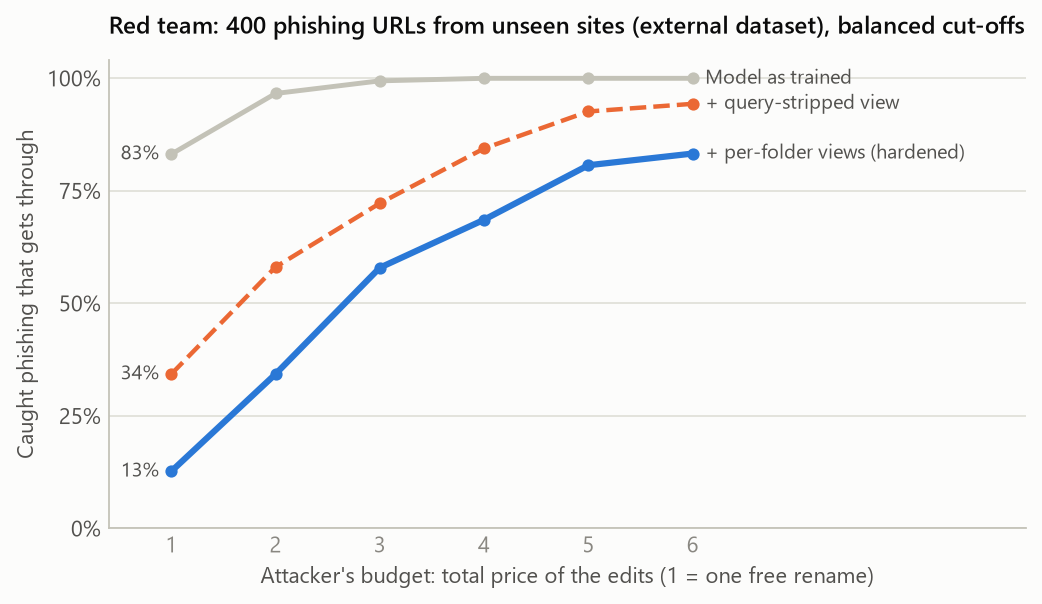 Red team: 400 phishing URLs from unseen sites (external dataset), balanced cut-offs
Caught phishing that gets through
100%
75%
50%
25%
0%
83%
34%
13%
Model as trained
+ query-stripped view
+ per-folder views (hardened)
1 2 3 4 5 6
Attacker's budget: total price of the edits (1 = one free rename)